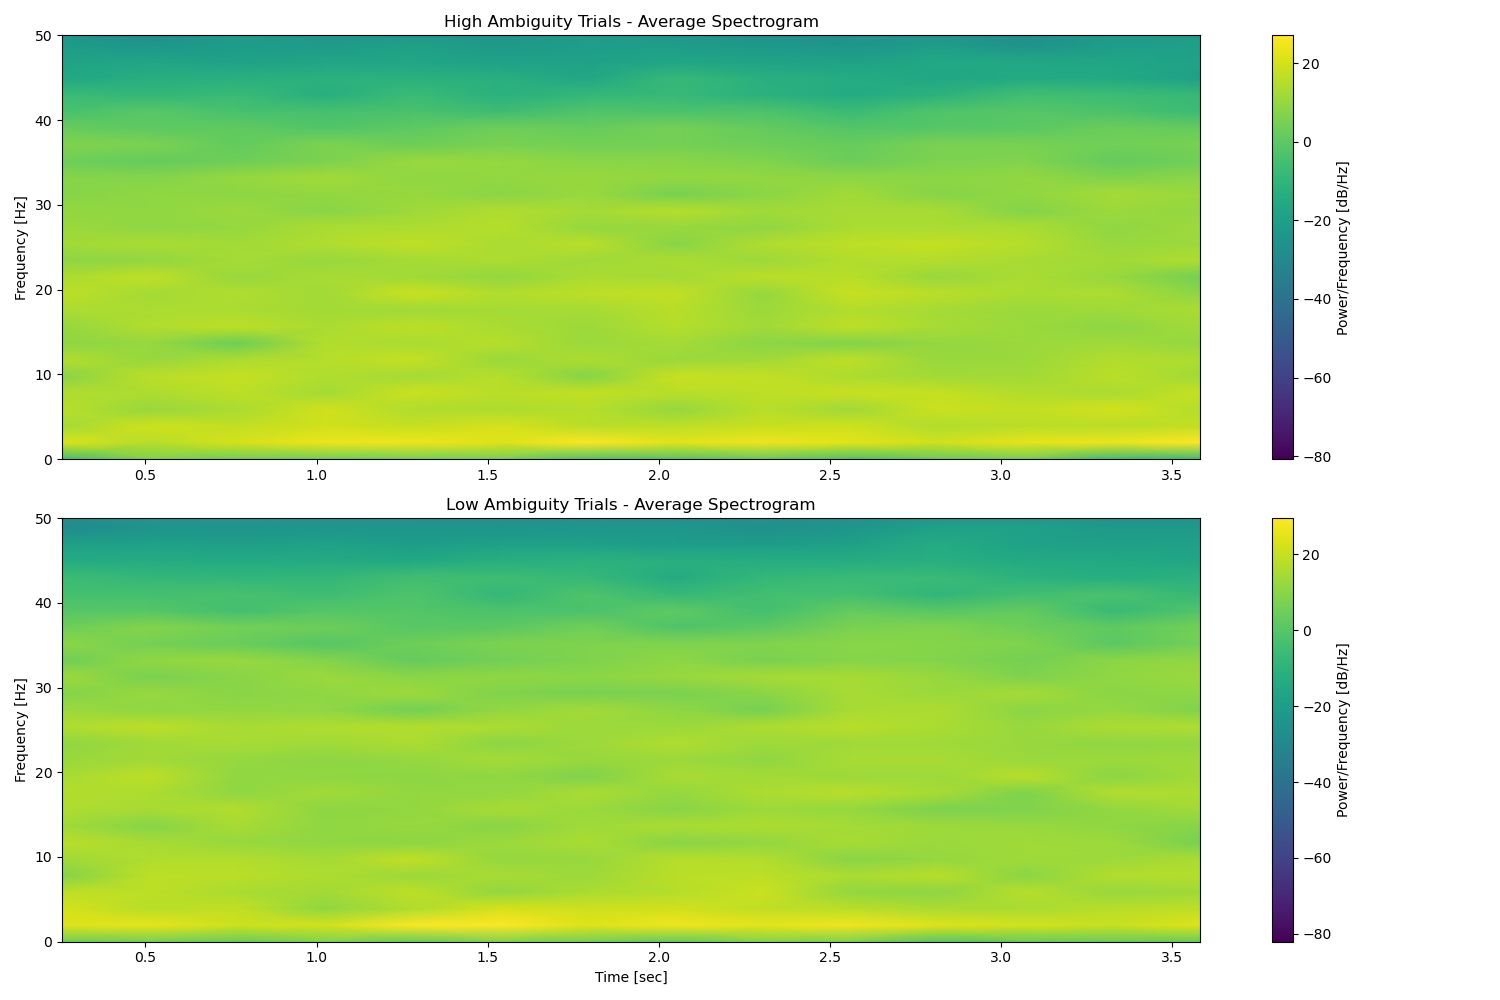 High Ambiguity Trials - Average Spectrogram
50
40
30
20
10
0
Frequency [Hz]
0.5 1.0 1.5 2.0 2.5 3.0 3.5
20
0
−20
−40
−60
−80
Power/Frequency [dB/Hz]
Low Ambiguity Trials - Average Spectrogram
50
40
30
20
10
0
Frequency [Hz]
0.5 1.0 1.5 2.0 2.5 3.0 3.5
Time [sec]
20
0
−20
−40
−60
−80
Power/Frequency [dB/Hz]